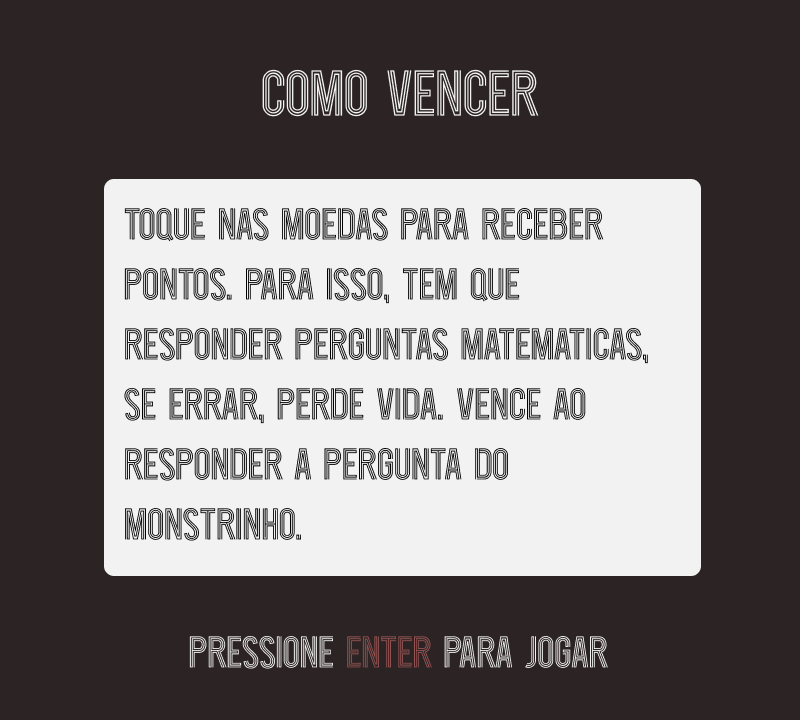 COMO VENCER
TOQUE NAS MOEDAS PARA RECEBER
PONTOS. PARA ISSO, TEM QUE
RESPONDER PERGUNTAS MATEMATICAS,
SE ERRAR, PERDE VIDA. VENCE AO
RESPONDER A PERGUNTA DO
MONSTRINHO.
PRESSIONE ENTER PARA JOGAR